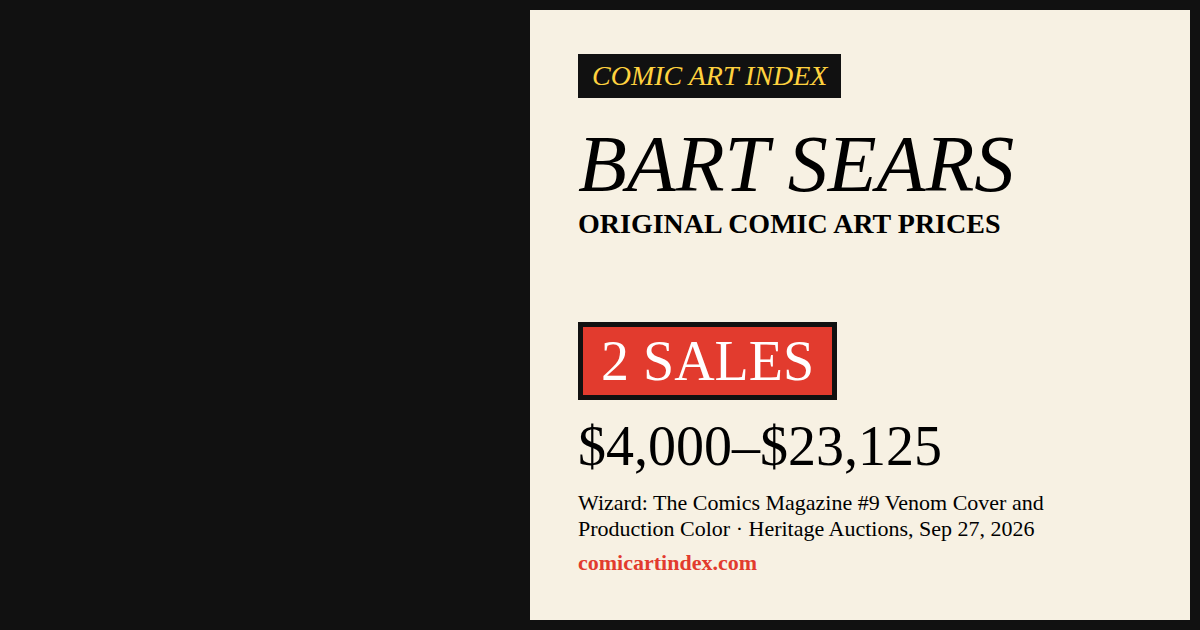 COMIC ART INDEX
BART SEARS
ORIGINAL COMIC ART PRICES
2 SALES
$4,000–$23,125
Wizard: The Comics Magazine #9 Venom Cover and
Production Color · Heritage Auctions, Sep 27, 2026
comicartindex.com